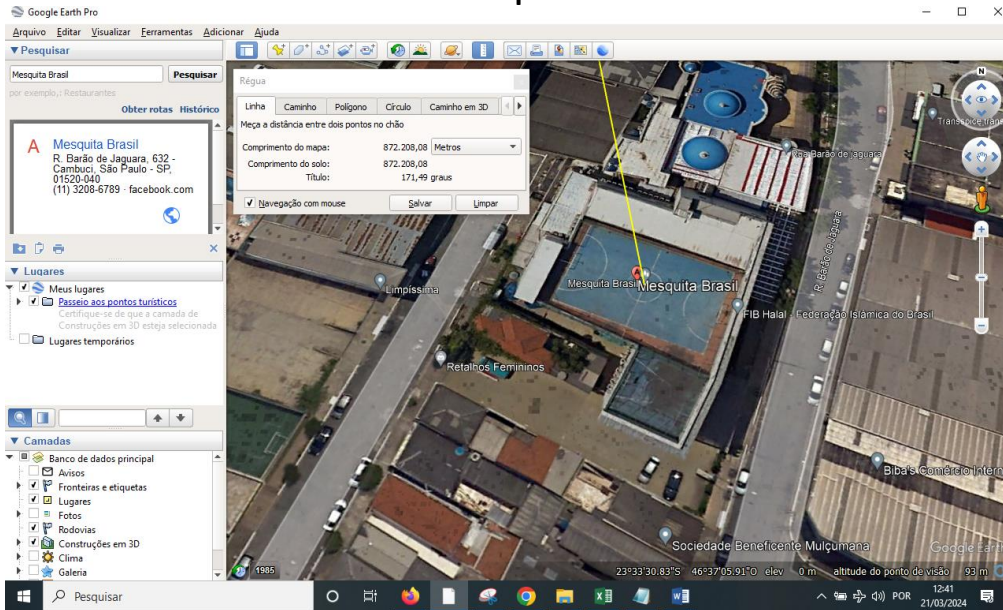 Google Earth Pro
Arquivo Editar Visualizar Ferramentas Adicionar Ajuda
Pesquisar
Mesquita Brasil
Pesquisar
por exemplo,: Restaurantes
Obter rotas Histórico
A Mesquita Brasil
R. Barão de Jaguara, 632 -
Cambuci, São Paulo - SP,
01520-040
(11) 3208-6789 · facebook.com
Lugares
Meus lugares
Passeio aos pontos turísticos
Certifique-se de que a camada de
Construções em 3D esteja selecionada
Lugares temporários
Camadas
Banco de dados principal
Avisos
Fronteiras e etiquetas
Lugares
Fotos
Rodovias
Construções em 3D
Clima
Galeria
Régua
Linha Caminho Polígono Círculo Caminho em 3D
Meça a distância entre dois pontos no chão
Comprimento do mapa: 872.208,08 Metros
Comprimento do solo: 872.208,08
Título: 171,49 graus
Navegação com mouse Salvar Limpar
N
Rua Barão de jaguara
R. Barão de Jaguara
Limpíssima
A
Mesquita Brasil
Mesquita Brasil
FIB Halal - Federação Islâmica do Brasil
Retalhos Femininos
Biba's Comércio Intern
Sociedade Beneficente Mulçumana
Google Earth
1985
23°33'30.83"S 46°37'05.91"O elev 0 m altitude do ponto de visão 93 m
Pesquisar
POR
12:41
21/03/2024